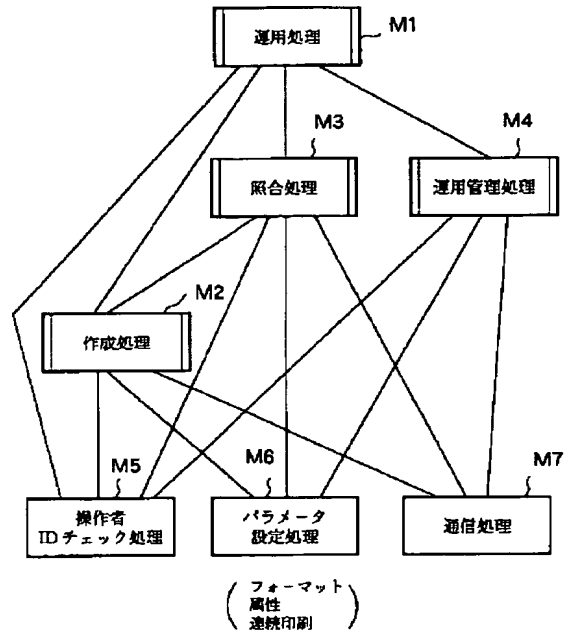 運用処理
M1
M3
M4
照合処理
運用管理処理
M2
作成処理
M5
M6
M7
操作者
IDチェック処理
パラメータ
設定処理
通信処理
フォーマット
属性
連続印刷